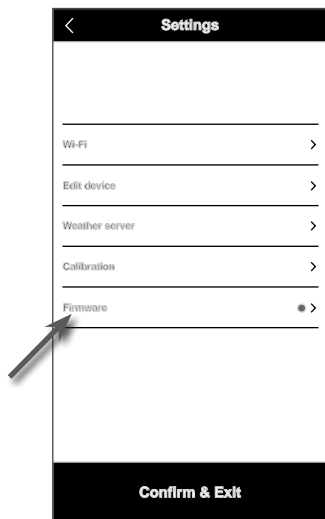 Settings
Wi-Fi
Edit device
Weather server
Calibration
Firmware
Confirm & Exit